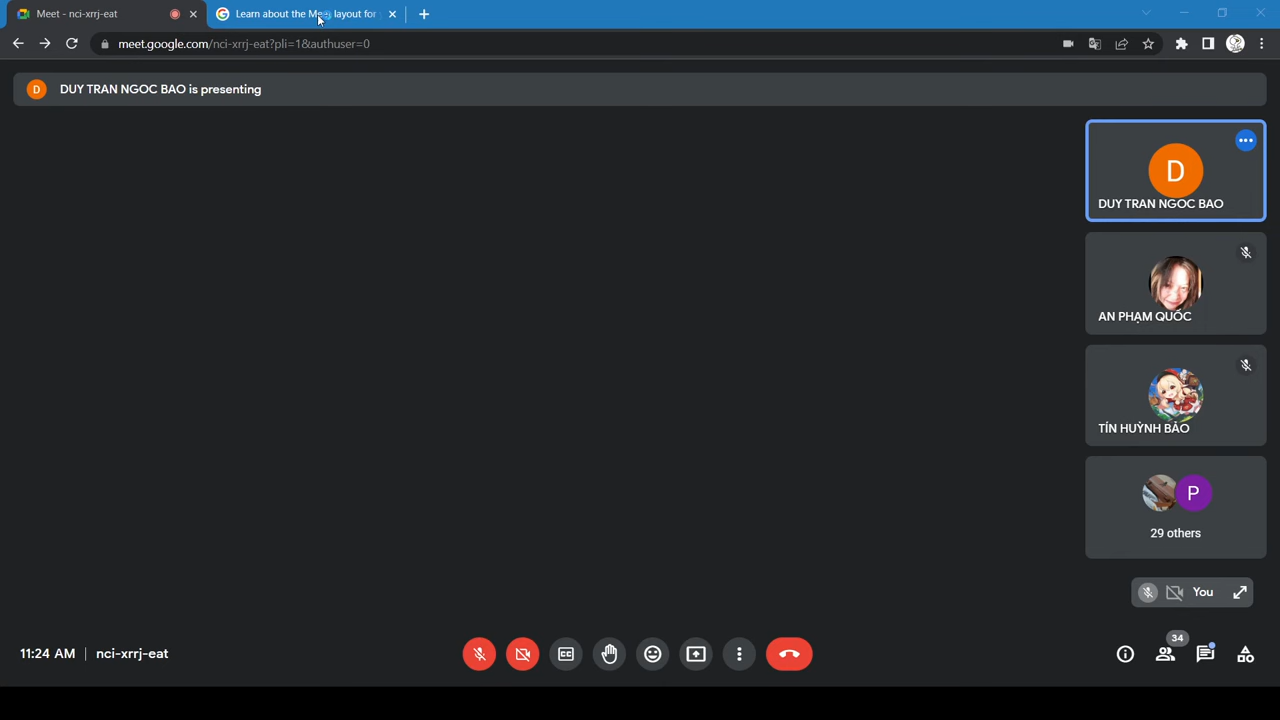 Meet - nci-xrrj-eat
Learn about the Meet layout for
meet.google.com/nci-xrrj-eat?pli=1&authuser=0
D
DUY TRAN NGOC BAO is presenting
D
DUY TRAN NGOC BAO
AN PHẠM QUỐC
TÍN HUỲNH BẢO
P
29 others
You
11:24 AM | nci-xrrj-eat
34